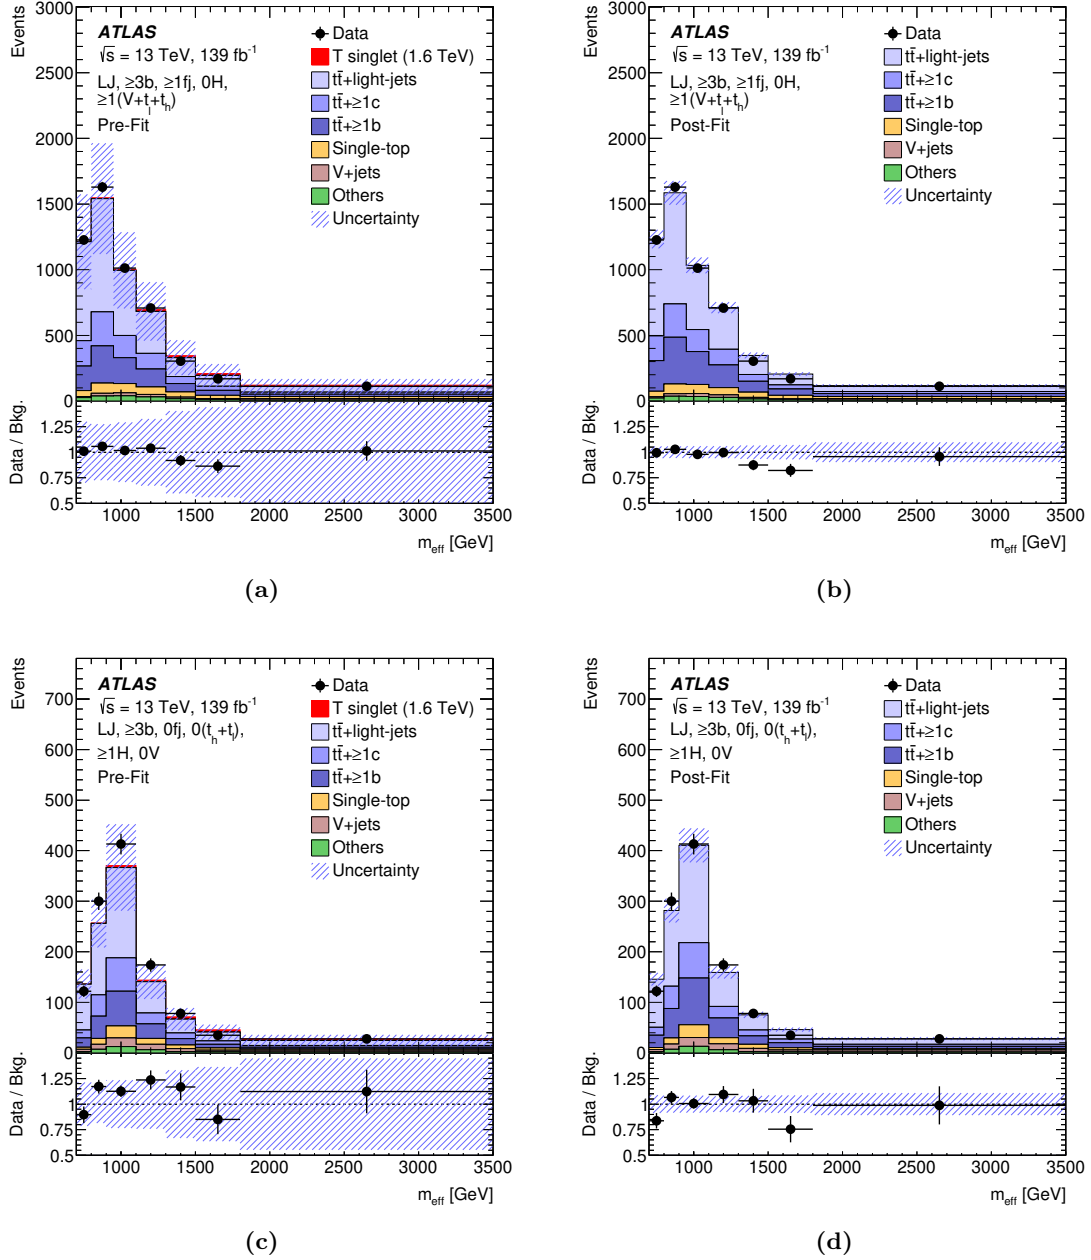 Events
3000
2500
2000
1500
1000
500
0
ATLAS
√s = 13 TeV, 139 fb⁻¹
LJ, ≥3b, ≥1fj, 0H,
≥1(V+t_l+t_h)
Pre-Fit
Data
T singlet (1.6 TeV)
tt̄+light-jets
tt̄+≥1c
tt̄+≥1b
Single-top
V+jets
Others
Uncertainty
Data / Bkg.
1.25
1
0.75
0.5
1000 1500 2000 2500 3000 3500
m_eff [GeV]
(a)
Events
3000
2500
2000
1500
1000
500
0
ATLAS
√s = 13 TeV, 139 fb⁻¹
LJ, ≥3b, ≥1fj, 0H,
≥1(V+t_l+t_h)
Post-Fit
Data
tt̄+light-jets
tt̄+≥1c
tt̄+≥1b
Single-top
V+jets
Others
Uncertainty
Data / Bkg.
1.25
1
0.75
0.5
1000 1500 2000 2500 3000 3500
m_eff [GeV]
(b)
Events
700
600
500
400
300
200
100
0
ATLAS
√s = 13 TeV, 139 fb⁻¹
LJ, ≥3b, 0fj, 0(t_h+t_l),
≥1H, 0V
Pre-Fit
Data
T singlet (1.6 TeV)
tt̄+light-jets
tt̄+≥1c
tt̄+≥1b
Single-top
V+jets
Others
Uncertainty
Data / Bkg.
1.25
1
0.75
0.5
1000 1500 2000 2500 3000 3500
m_eff [GeV]
(c)
Events
700
600
500
400
300
200
100
0
ATLAS
√s = 13 TeV, 139 fb⁻¹
LJ, ≥3b, 0fj, 0(t_h+t_l),
≥1H, 0V
Post-Fit
Data
tt̄+light-jets
tt̄+≥1c
tt̄+≥1b
Single-top
V+jets
Others
Uncertainty
Data / Bkg.
1.25
1
0.75
0.5
1000 1500 2000 2500 3000 3500
m_eff [GeV]
(d)